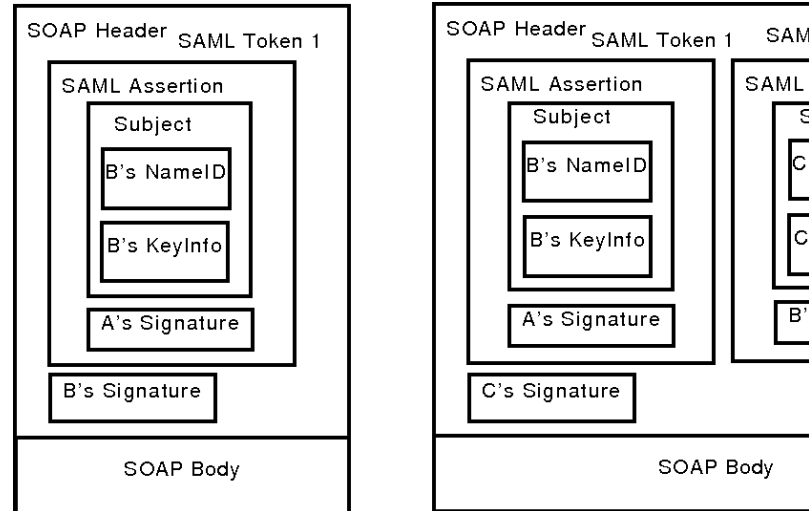 SOAP Header
SAML Token 1
SAML Assertion
Subject
B's NameID
B's KeyInfo
A's Signature
B's Signature
SOAP Body
SOAP Header
SAML Token 1
SAML Assertion
Subject
B's NameID
B's KeyInfo
A's Signature
C's Signature
SAML
SOAP Body